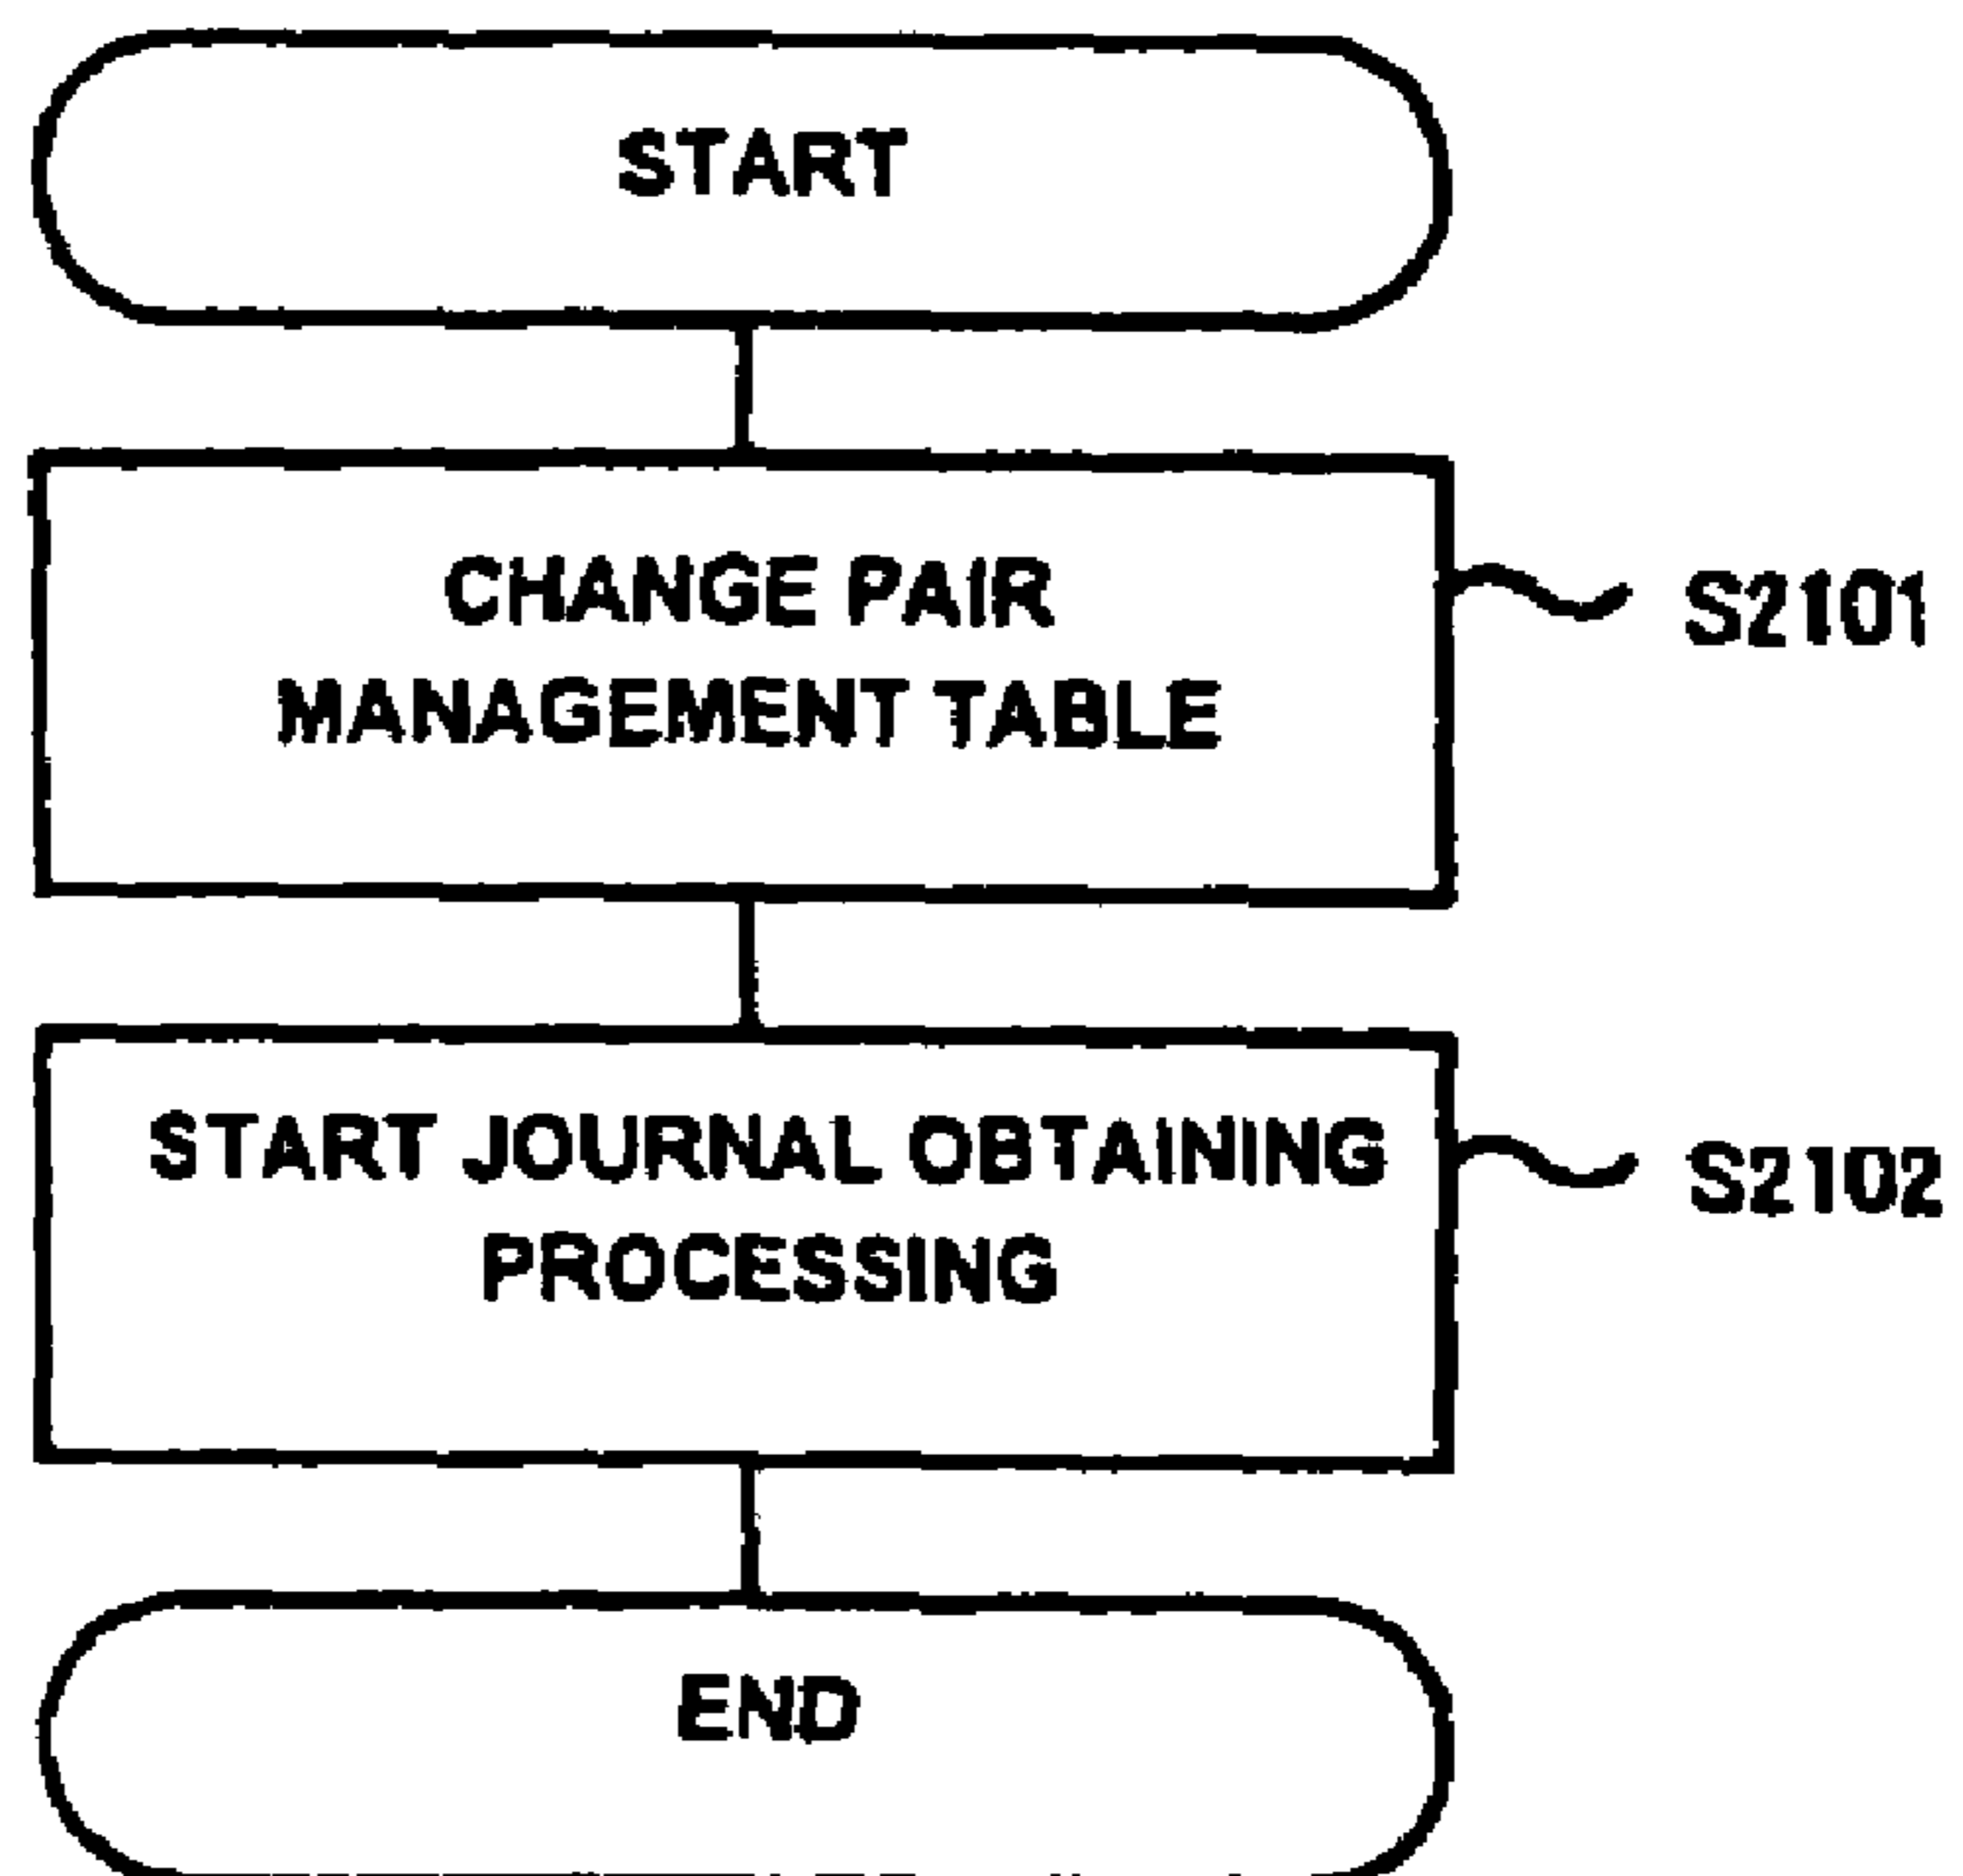 START
CHANGE PAIR
MANAGEMENT TABLE
S2101
START JOURNAL OBTAINING
PROCESSING
S2102
END